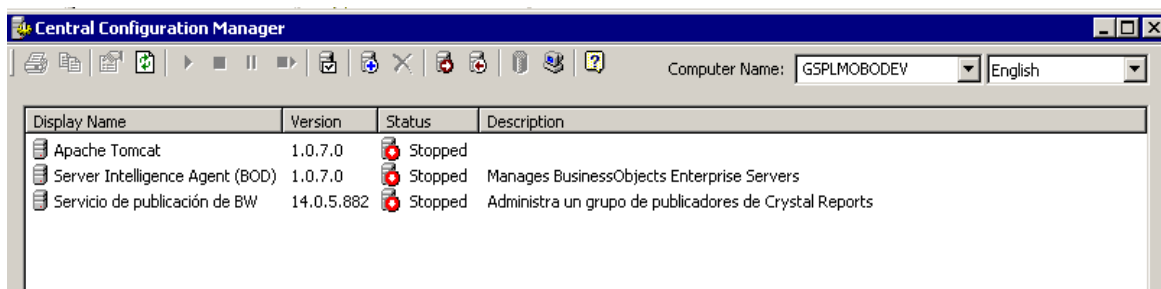 Central Configuration Manager
Computer Name: GSPLMOBODEV English
Display Name Version Status Description
Apache Tomcat 1.0.7.0 Stopped
Server Intelligence Agent (BOD) 1.0.7.0 Stopped Manages BusinessObjects Enterprise Servers
Servicio de publicación de BW 14.0.5.882 Stopped Administra un grupo de publicadores de Crystal Reports